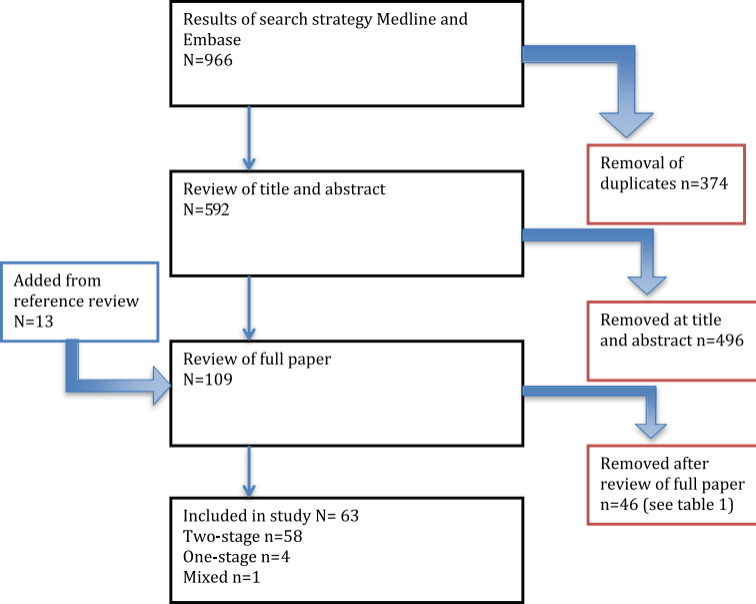 Results of search strategy Medline and
Embase
N=966
Removal of
duplicates n=374
Review of title and abstract
N=592
Removed at title
and abstract n=496
Added from
reference review
N=13
Review of full paper
N=109
Removed after
review of full paper
n=46 (see table 1)
Included in study N= 63
Two-stage n=58
One-stage n=4
Mixed n=1